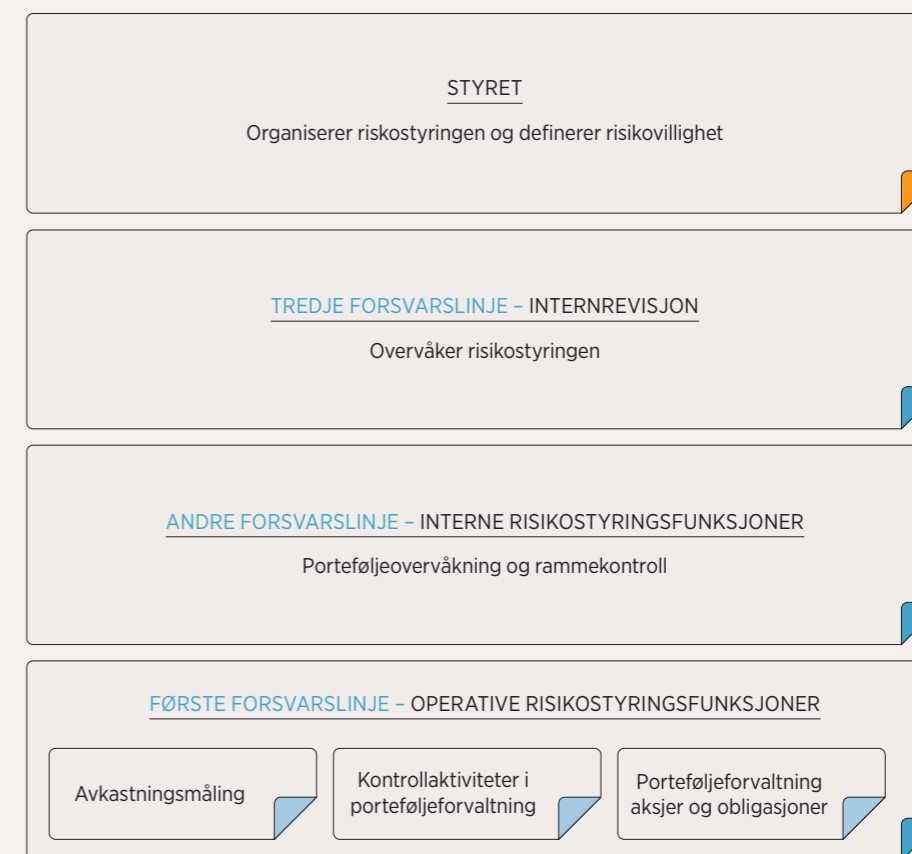 STYRET
Organiserer riskostyringen og definerer risikovillighet
TREDJE FORSVARSLINJE – INTERNREVISJON
Overvåker risikostyringen
ANDRE FORSVARSLINJE – INTERNE RISIKOSTYRINGSFUNKSJONER
Porteføljeovervåkning og rammekontroll
FØRSTE FORSVARSLINJE – OPERATIVE RISIKOSTYRINGSFUNKSJONER
Avkastningsmåling
Kontrollaktiviteter i
porteføljeforvaltning
Porteføljeforvaltning
aksjer og obligasjoner